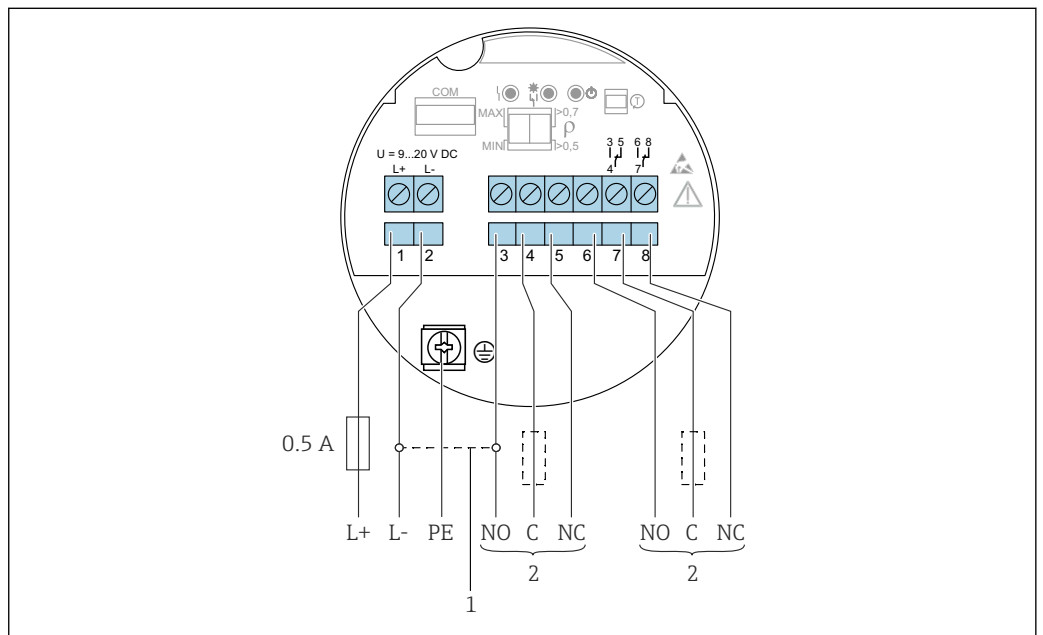 COM
MAX
>0,7
ρ
MIN
>0,5
T
U = 9...20 V DC
L+ L-
3 5
4
6 8
7
1 2 3 4 5 6 7 8
0.5 A
L+ L- PE NO C NC NO C NC
2 2
1